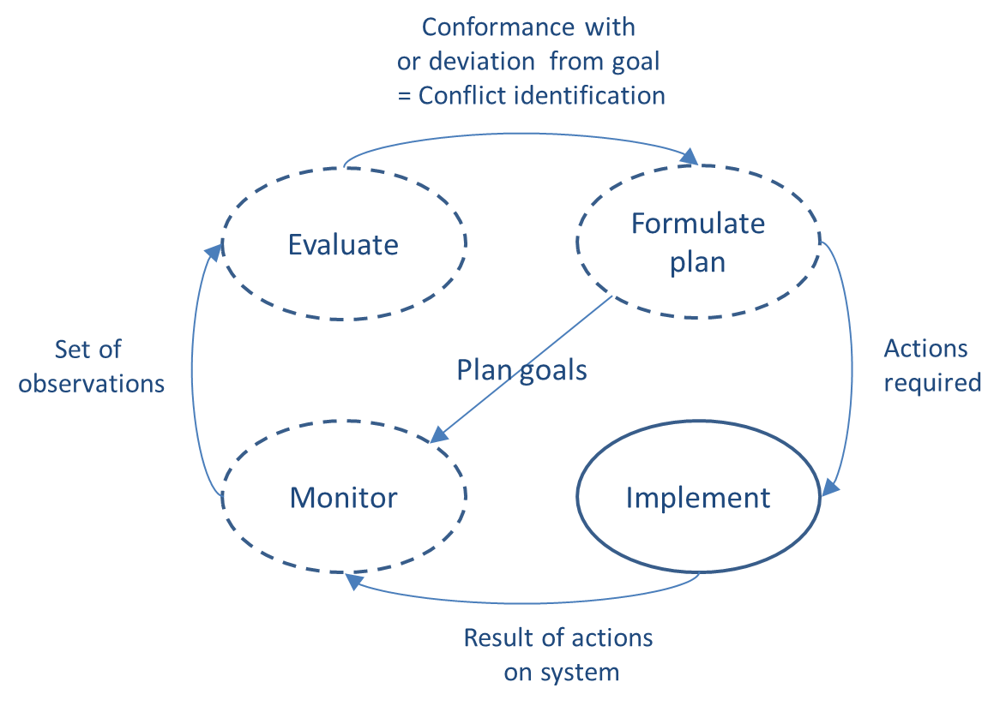 Conformance with
or deviation from goal
= Conflict identification
Evaluate
Formulate
plan
Set of
observations
Plan goals
Actions
required
Monitor
Implement
Result of actions
on system